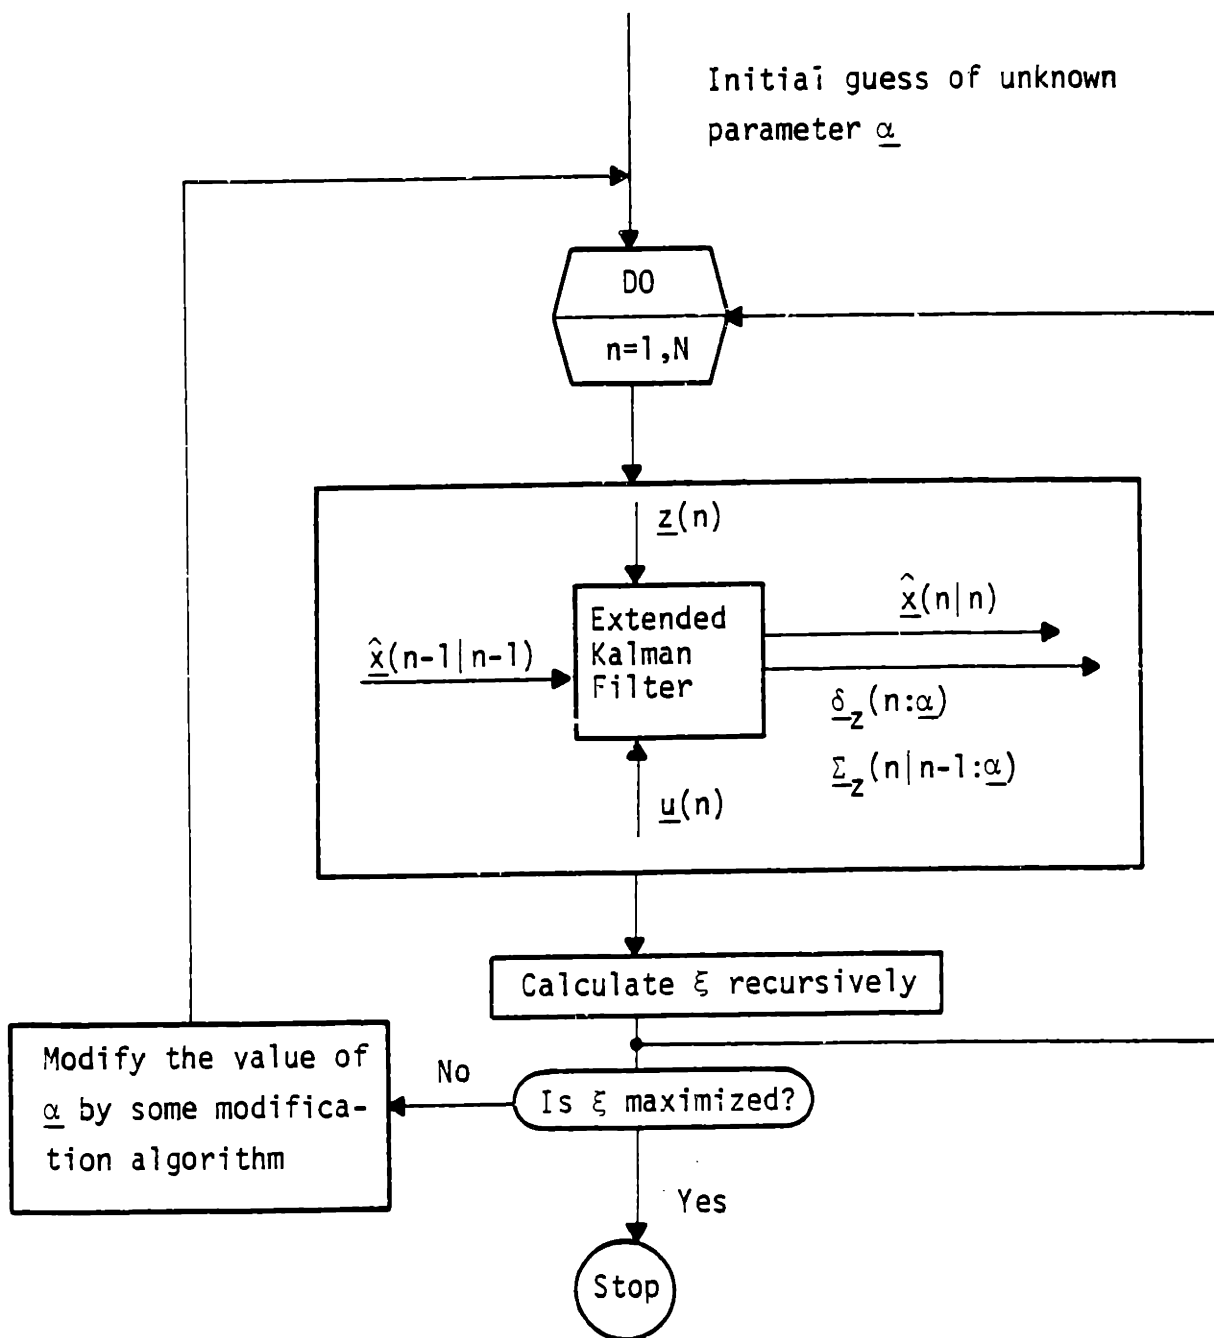 Initial guess of unknown
parameter α
DO
n=1,N
z(n)
x̂(n-1|n-1)
Extended
Kalman
Filter
x̂(n|n)
δ_z(n:α)
Σ_z(n|n-1:α)
u(n)
Calculate ξ recursively
Is ξ maximized?
No
Modify the value of
α by some modifica-
tion algorithm
Yes
Stop